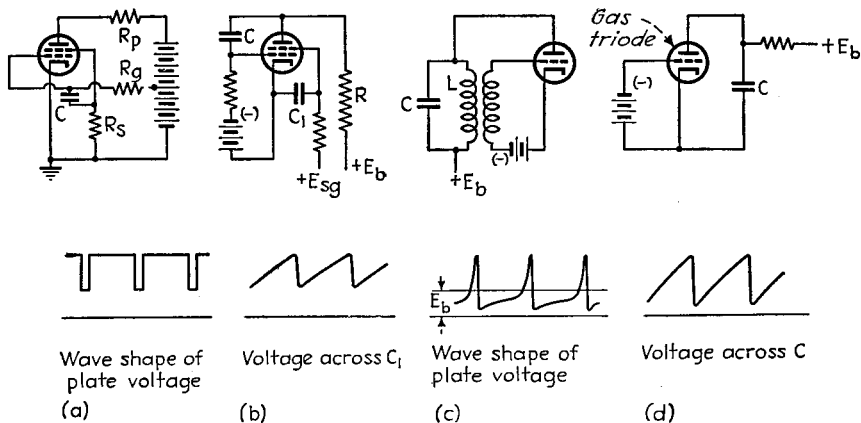 Rp
Rg
C
Rs
C
(-)
C1
R
+Esg
+Eb
C
L
(-)
+Eb
Gas
triode
(-)
C
+Eb
Wave shape of
plate voltage
(a)
Voltage across C1
(b)
Eb
Wave shape of
plate voltage
(c)
Voltage across C
(d)